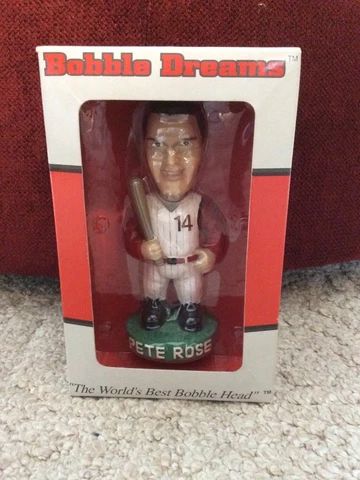 Bobble Dreams™
14
PETE ROSE
"The World's Best Bobble Head"™